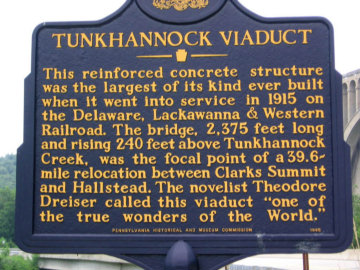 TUNKHANNOCK VIADUCT
This reinforced concrete structure
was the largest of its kind ever built
when it went into service in 1915 on
the Delaware, Lackawanna & Western
Railroad. The bridge, 2,375 feet long
and rising 240 feet above Tunkhannock
Creek, was the focal point of a 39.6-
mile relocation between Clarks Summit
and Hallstead. The novelist Theodore
Dreiser called this viaduct "one of
the true wonders of the World."
PENNSYLVANIA HISTORICAL AND MUSEUM COMMISSION